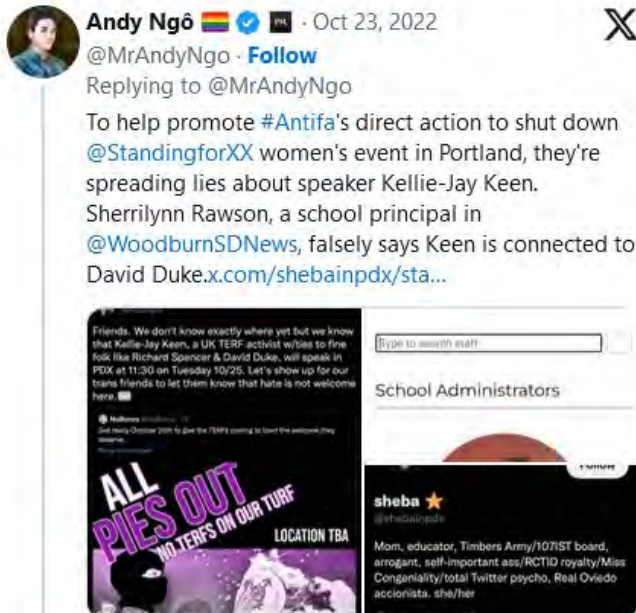 Andy Ngô · Oct 23, 2022
@MrAndyNgo · Follow
Replying to @MrAndyNgo
To help promote #Antifa's direct action to shut down
@StandingforXX women's event in Portland, they're
spreading lies about speaker Kellie-Jay Keen.
Sherrilynn Rawson, a school principal in
@WoodburnSDNews, falsely says Keen is connected to
David Duke.x.com/shebainpdx/sta...
Friends. We don't know exactly where yet but we know
that Kellie-Jay Keen, a UK TERF activist w/ties to fine
folk like Richard Spencer & David Duke, will speak in
PDX at 11:30 on Tuesday 10/25. Let's show up for our
trans friends to let them know that hate is not welcome
here.
ALL
PIES OUT
NO TERFS ON OUR TURF
LOCATION TBA
Type to search staff
School Administrators
Follow
sheba
@shebainpdx
Mom, educator, Timbers Army/107IST board,
arrogant, self-important ass/RCTID royalty/Miss
Congeniality/total Twitter psycho, Real Oviedo
accionista. she/her